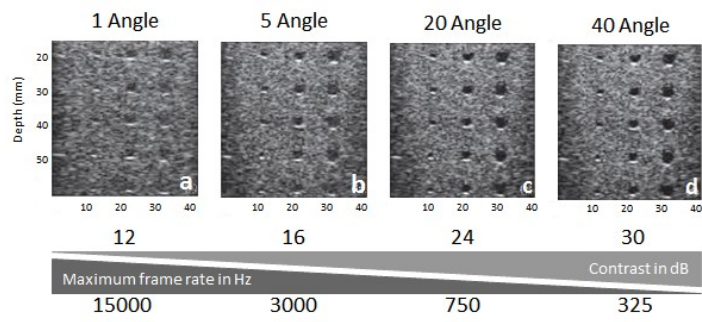 1 Angle 5 Angle 20 Angle 40 Angle
Depth (mm)
20
30
40
50
a b c d
10 20 30 40 10 20 30 40 10 20 30 40 10 20 30 40
12 16 24 30
Contrast in dB
Maximum frame rate in Hz
15000 3000 750 325